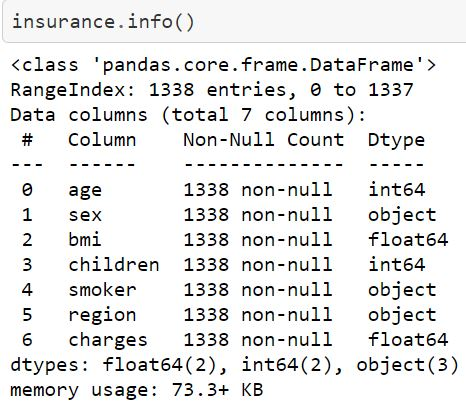 insurance.info()
<class 'pandas.core.frame.DataFrame'>
RangeIndex: 1338 entries, 0 to 1337
Data columns (total 7 columns):
 #   Column    Non-Null Count  Dtype
---  ------    --------------  -----
 0   age       1338 non-null   int64
 1   sex       1338 non-null   object
 2   bmi       1338 non-null   float64
 3   children  1338 non-null   int64
 4   smoker    1338 non-null   object
 5   region    1338 non-null   object
 6   charges   1338 non-null   float64
dtypes: float64(2), int64(2), object(3)
memory usage: 73.3+ KB